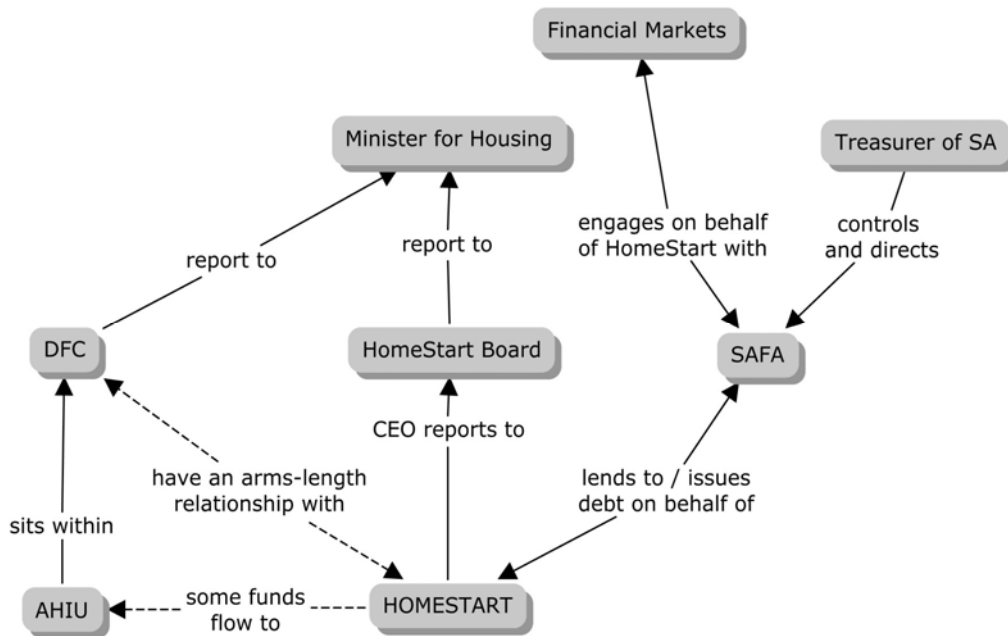 Financial Markets
Minister for Housing
Treasurer of SA
engages on behalf
of HomeStart with
controls
and directs
report to
report to
DFC
HomeStart Board
SAFA
CEO reports to
have an arms-length
relationship with
lends to / issues
debt on behalf of
sits within
AHIU
some funds
flow to
HOMESTART